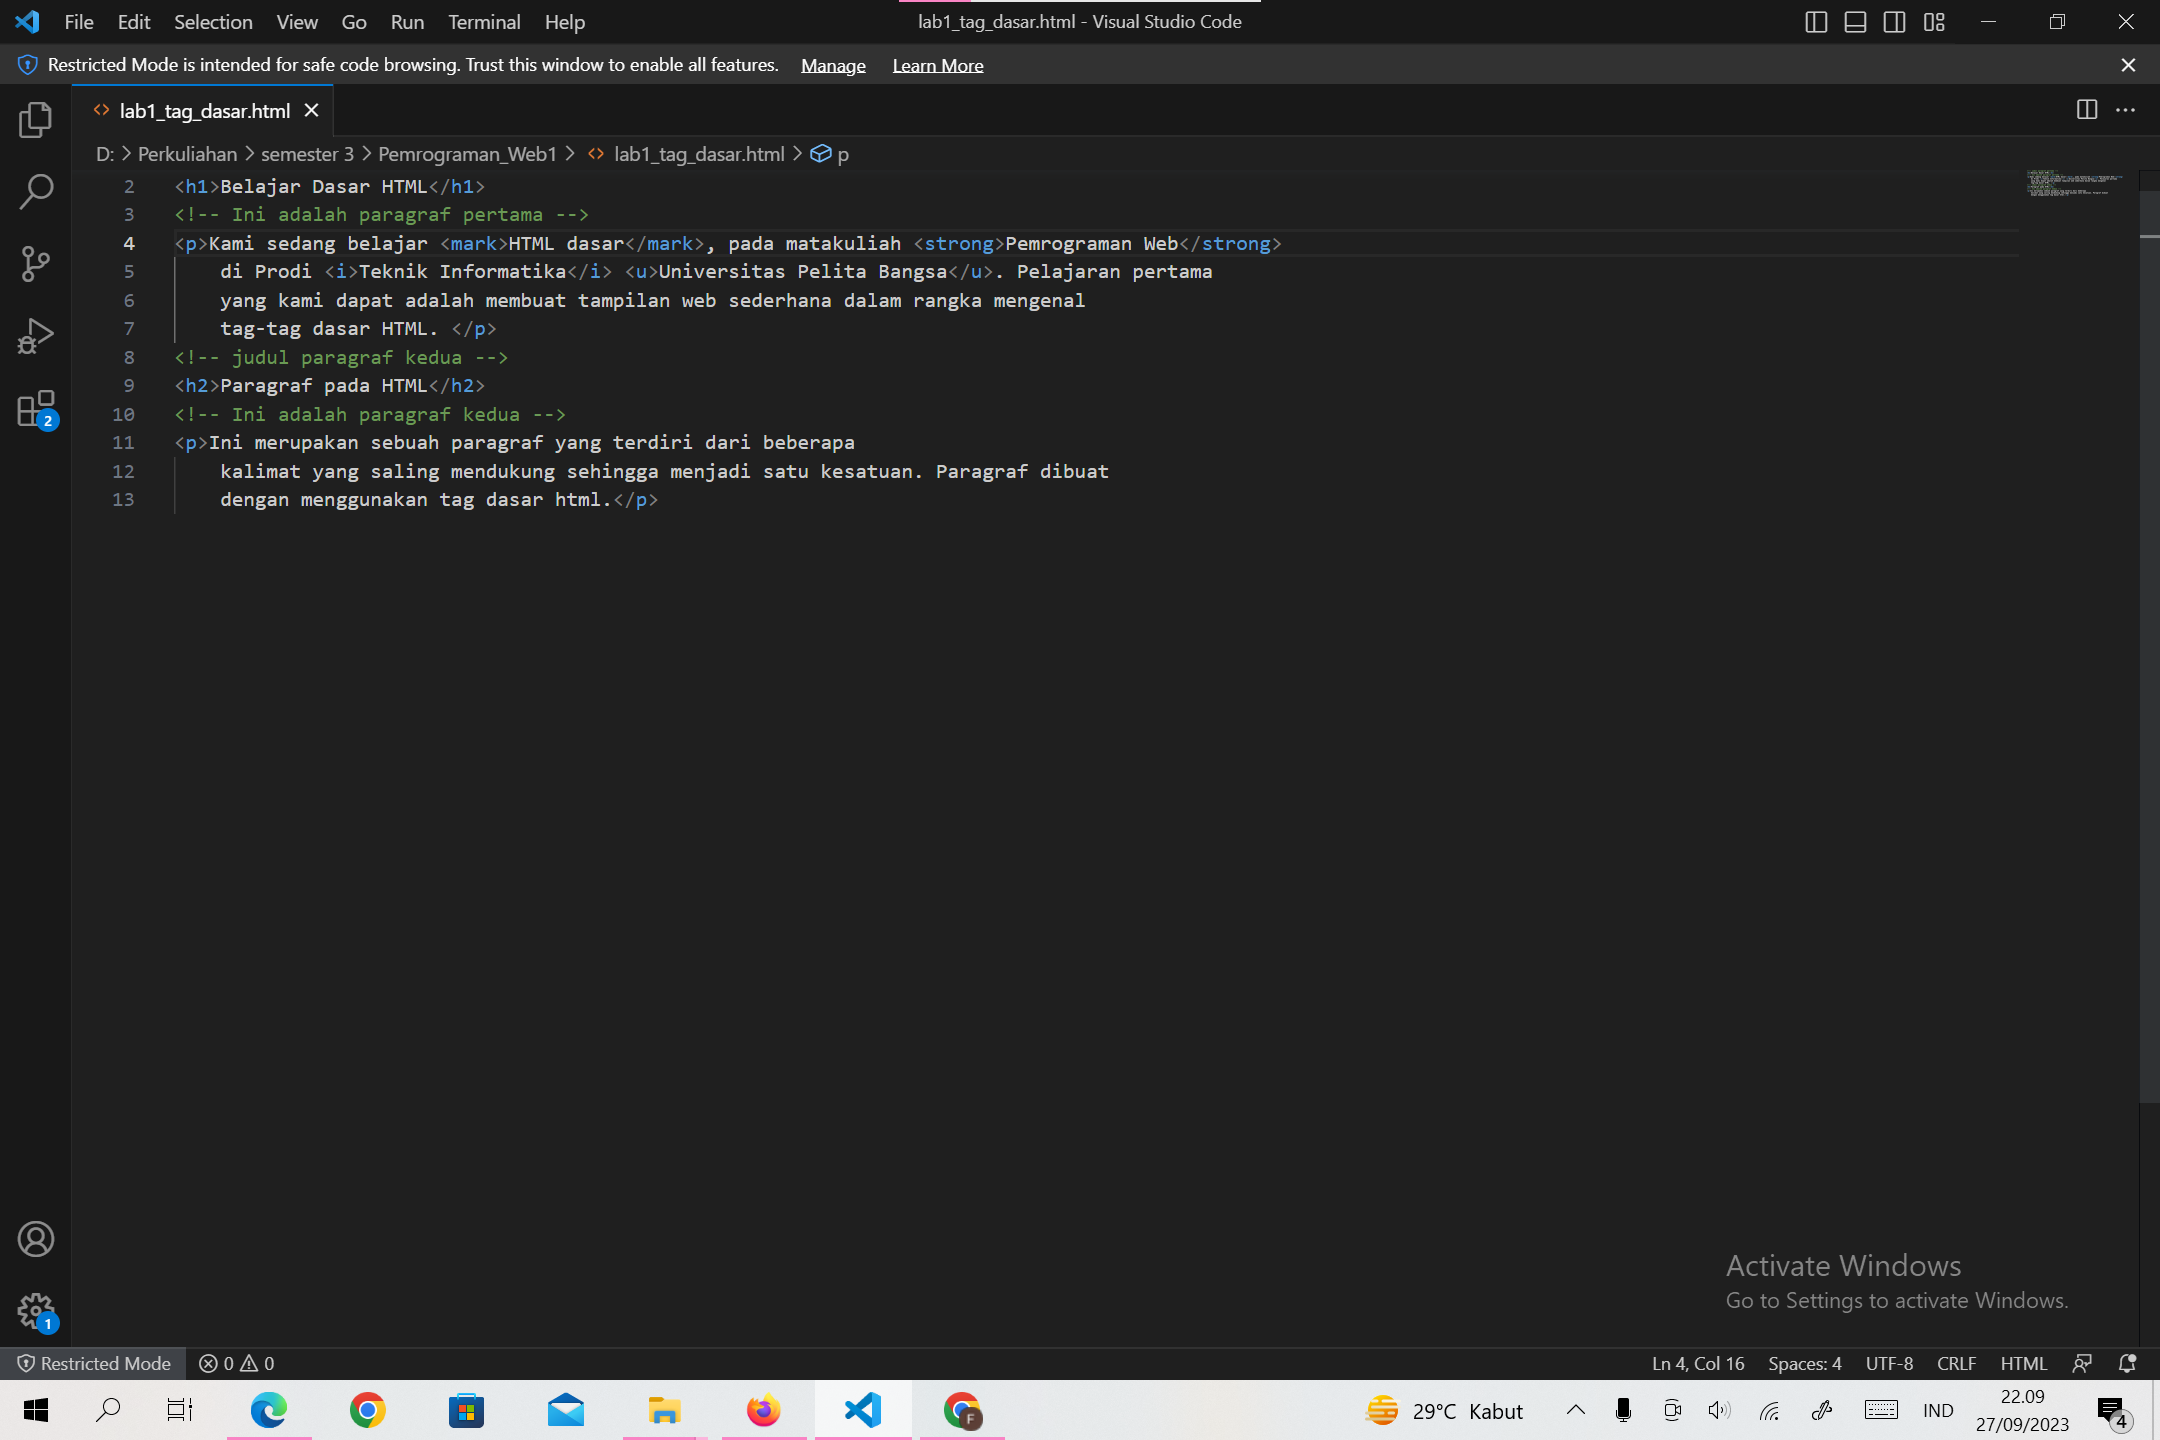 File Edit Selection View Go Run Terminal Help lab1_tag_dasar.html - Visual Studio Code
Restricted Mode is intended for safe code browsing. Trust this window to enable all features. Manage Learn More
lab1_tag_dasar.html
D: > Perkuliahan > semester 3 > Pemrograman_Web1 > lab1_tag_dasar.html > p
2 <h1>Belajar Dasar HTML</h1>
3 <!-- Ini adalah paragraf pertama -->
4 <p>Kami sedang belajar <mark>HTML dasar</mark>, pada matakuliah <strong>Pemrograman Web</strong>
5 di Prodi <i>Teknik Informatika</i> <u>Universitas Pelita Bangsa</u>. Pelajaran pertama
6 yang kami dapat adalah membuat tampilan web sederhana dalam rangka mengenal
7 tag-tag dasar HTML. </p>
8 <!-- judul paragraf kedua -->
9 <h2>Paragraf pada HTML</h2>
10 <!-- Ini adalah paragraf kedua -->
11 <p>Ini merupakan sebuah paragraf yang terdiri dari beberapa
12 kalimat yang saling mendukung sehingga menjadi satu kesatuan. Paragraf dibuat
13 dengan menggunakan tag dasar html.</p>
2
1
Activate Windows
Go to Settings to activate Windows.
Restricted Mode 0 0 Ln 4, Col 16 Spaces: 4 UTF-8 CRLF HTML
F 29°C Kabut IND 22.09
27/09/2023 4